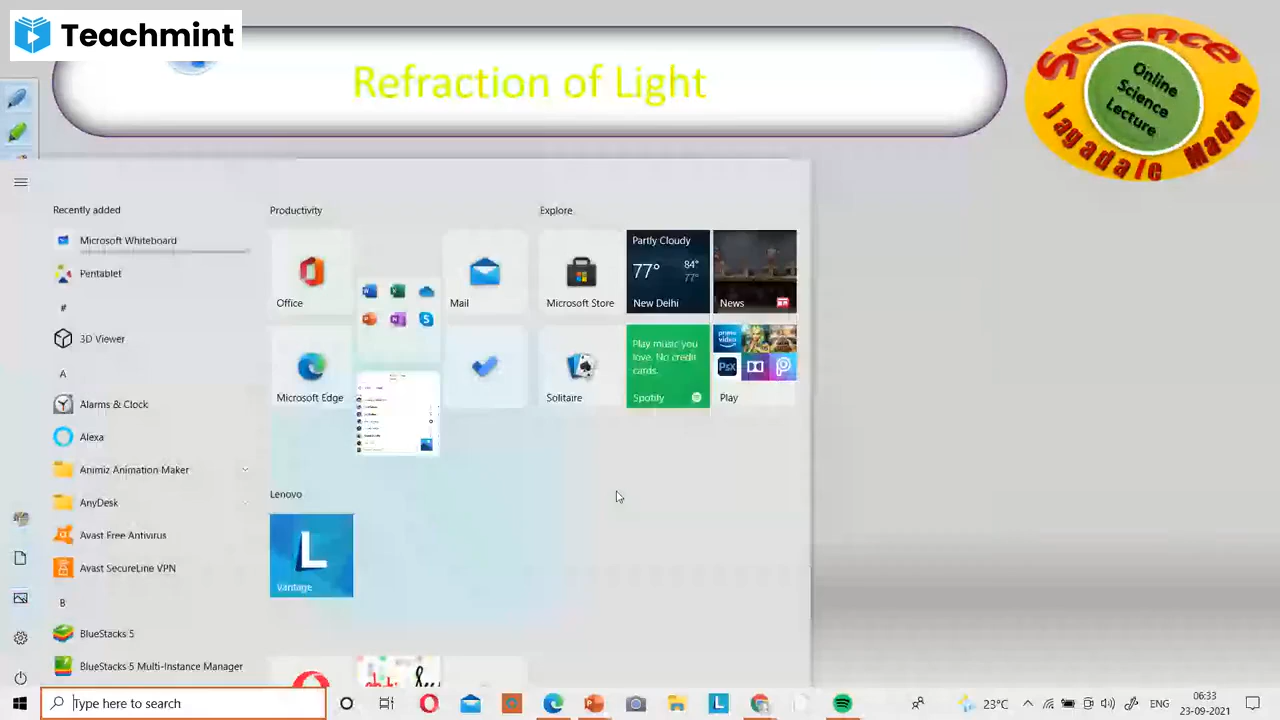 Teachmint
Refraction of Light
Science
Online
Science
Lecture
Jagadale Madam
Recently added
Productivity
Explore
Microsoft Whiteboard
Pentablet
#
3D Viewer
A
Alarms & Clock
Alexa
Animiz Animation Maker
AnyDesk
Avast Free Antivirus
Avast SecureLine VPN
B
BlueStacks 5
BlueStacks 5 Multi-Instance Manager
Office
Mail
Microsoft Store
Partly Cloudy
77°
84°
77°
New Delhi
News
Microsoft Edge
Solitaire
Play music you
love. No credit
cards.
Spotify
prime video
Play
Lenovo
L
Vantage
Type here to search
L
23°C
ENG
06:33
23-09-2021